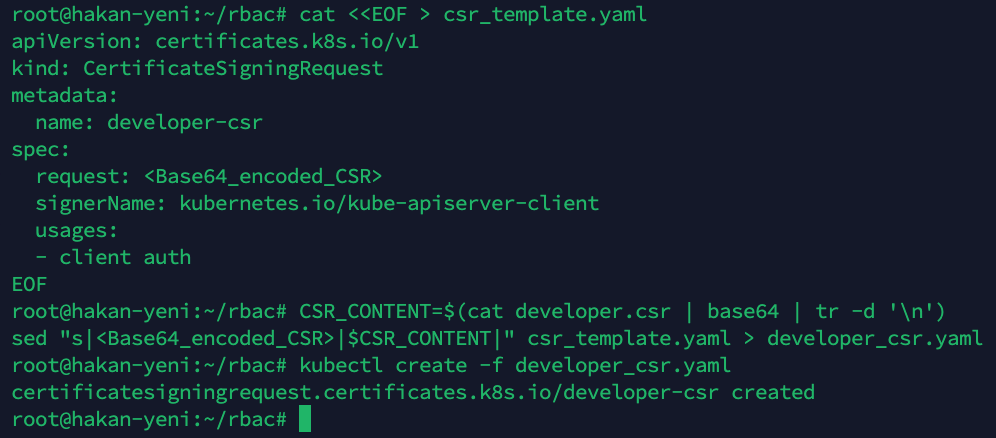 root@hakan-yeni:~/rbac# cat <<EOF > csr_template.yaml
apiVersion: certificates.k8s.io/v1
kind: CertificateSigningRequest
metadata:
  name: developer-csr
spec:
  request: <Base64_encoded_CSR>
  signerName: kubernetes.io/kube-apiserver-client
  usages:
  - client auth
EOF
root@hakan-yeni:~/rbac# CSR_CONTENT=$(cat developer.csr | base64 | tr -d '\n')
sed "s|<Base64_encoded_CSR>|$CSR_CONTENT|" csr_template.yaml > developer_csr.yaml
root@hakan-yeni:~/rbac# kubectl create -f developer_csr.yaml
certificatesigningrequest.certificates.k8s.io/developer-csr created
root@hakan-yeni:~/rbac#